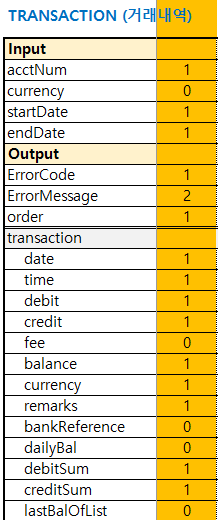 TRANSACTION (거래내역)
Input
acctNum 1
currency 0
startDate 1
endDate 1
Output
ErrorCode 1
ErrorMessage 2
order 1
transaction
date 1
time 1
debit 1
credit 1
fee 0
balance 1
currency 1
remarks 1
bankReference 0
dailyBal 0
debitSum 1
creditSum 1
lastBalOfList 0